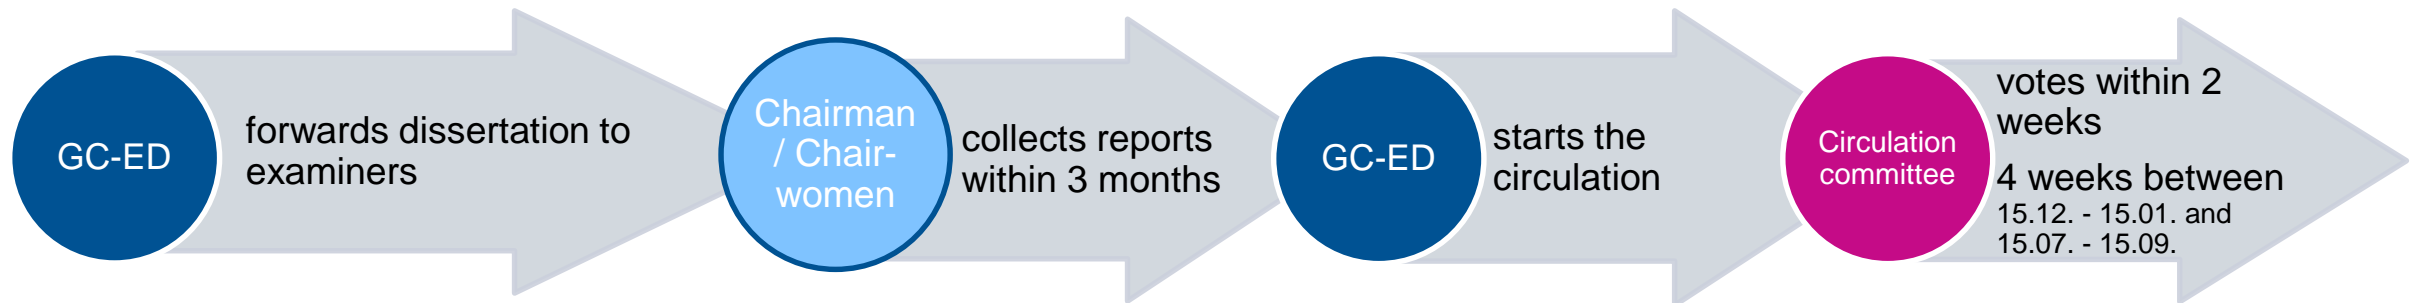 GC-ED
forwards dissertation to
examiners
Chairman
/ Chair-
women
collects reports
within 3 months
GC-ED
starts the
circulation
Circulation
committee
votes within 2
weeks
4 weeks between
15.12. - 15.01. and
15.07. - 15.09.